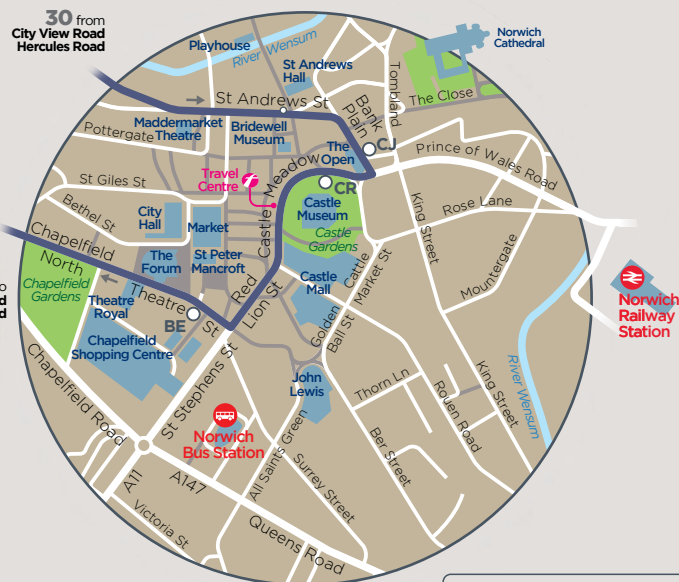 30 from
City View Road
Hercules Road
Playhouse
River Wensum
Norwich
Cathedral
St Andrews
Hall
Tombland
The Close
St Andrews St
Bank
Plain
Pottergate
Maddermarket
Theatre
Bridewell
Museum
The
Open
CJ
Prince of Wales Road
Travel
Centre
Castle Meadow
CR
St Giles St
Bethel St
City
Hall
Market
Castle
Museum
Castle
Gardens
King Street
Rose Lane
Chapelfield
North
The
Forum
St Peter
Mancroft
Red
Lion St
Castle
Mall
Cattle
Market St
Mountergate
Chapelfield
Gardens
Theatre
Royal
Theatre St
BE
Golden
Ball St
Norwich
Railway
Station
o
d
d
Chapelfield
Shopping Centre
Chapelfield Road
St Stephens St
John
Lewis
Thorn Ln
Rouen Road
King Street
River Wensum
Norwich
Bus Station
All Saints Green
Ber Street
Surrey Street
A11
A147
Victoria St
Queens Road